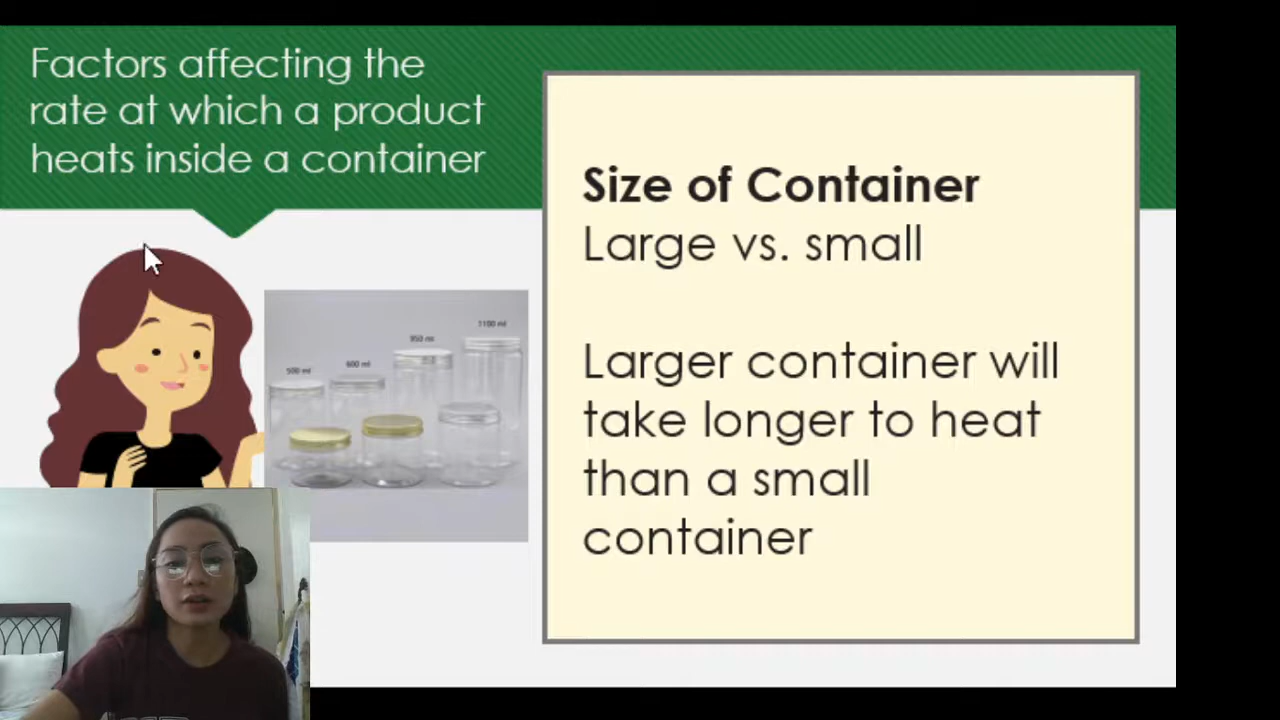 Factors affecting the
rate at which a product
heats inside a container
Size of Container
Large vs. small
Larger container will
take longer to heat
than a small
container
500 ml
600 ml
950 ml
1100 ml